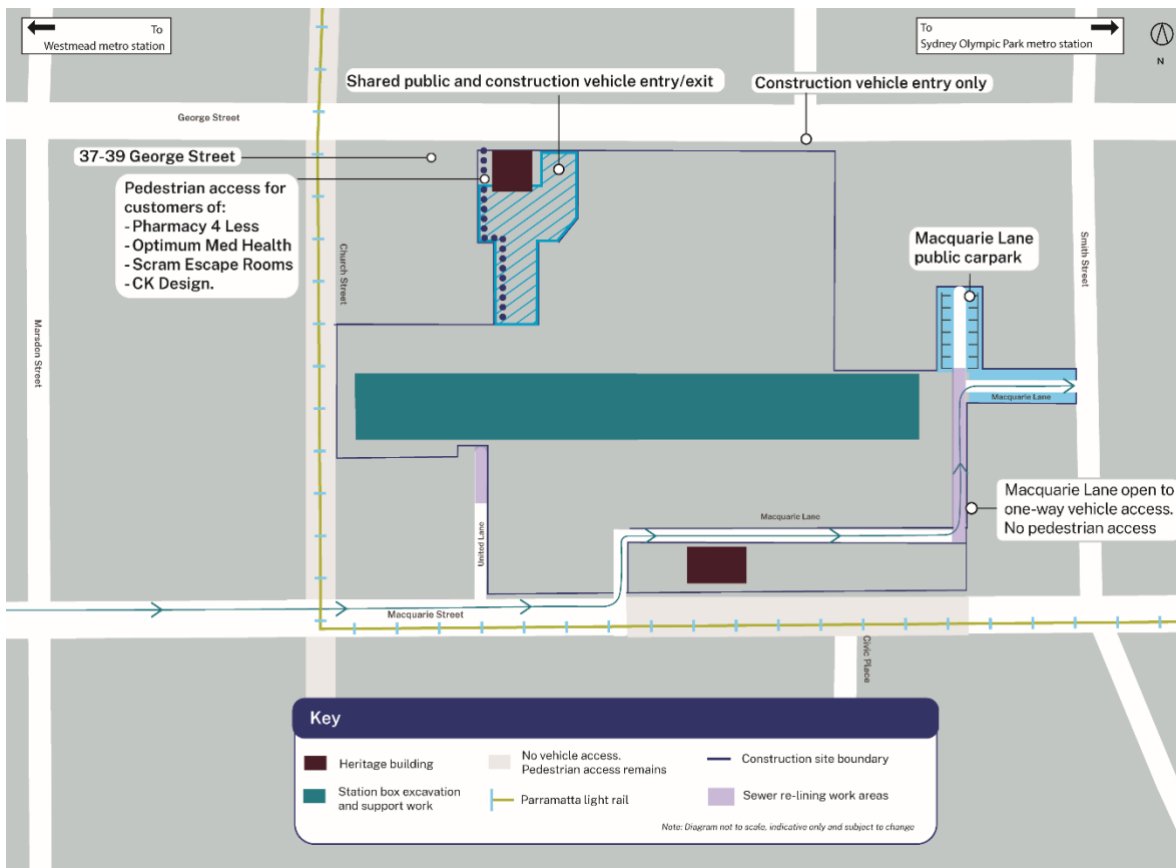 To
Westmead metro station
To
Sydney Olympic Park metro station
N
Shared public and construction vehicle entry/exit
Construction vehicle entry only
George Street
37-39 George Street
Pedestrian access for
customers of:
- Pharmacy 4 Less
- Optimum Med Health
- Scram Escape Rooms
- CK Design.
Church Street
Macquarie Lane
public carpark
Smith Street
Marsden Street
Macquarie Lane
Macquarie Lane open to
one-way vehicle access.
No pedestrian access
Macquarie Lane
United Lane
Macquarie Street
Civic Place
Key
Heritage building
No vehicle access.
Pedestrian access remains
Construction site boundary
Station box excavation
and support work
Parramatta light rail
Sewer re-lining work areas
Note: Diagram not to scale, indicative only and subject to change